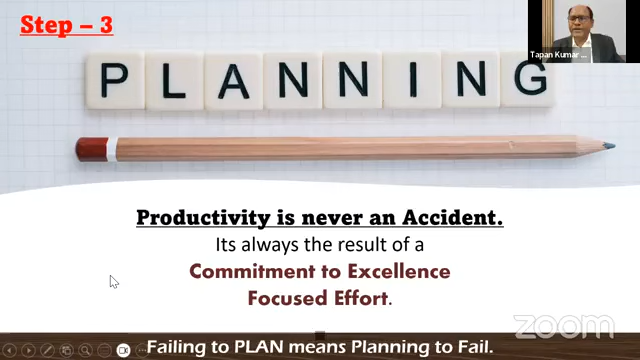 Step – 3
Tapan Kumar ...
PLANNING
Productivity is never an Accident.
Its always the result of a
Commitment to Excellence
Focused Effort.
zoom
Failing to PLAN means Planning to Fail.